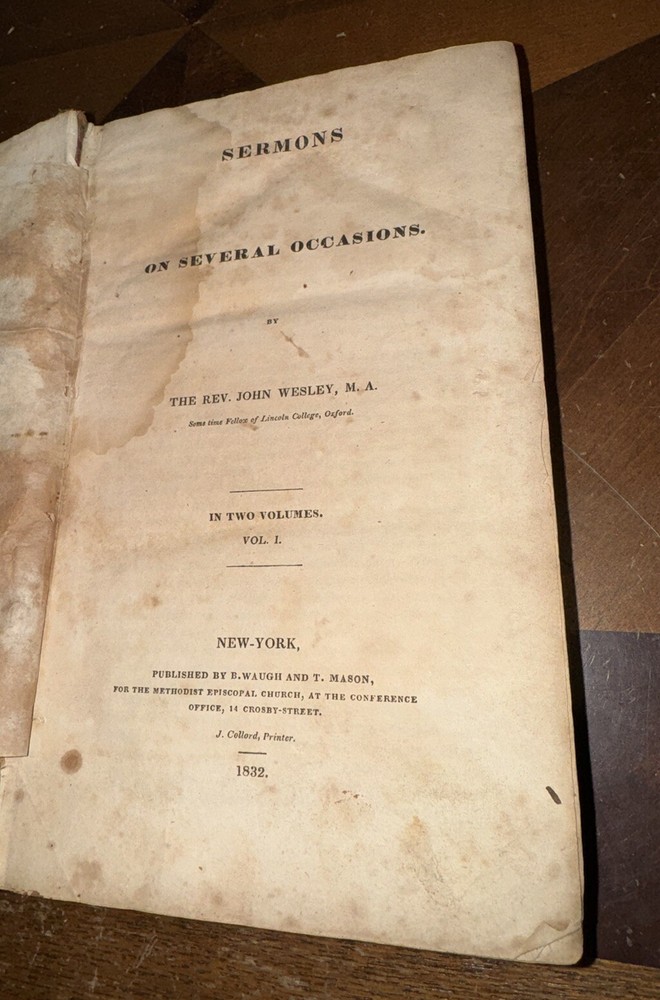 SERMONS
ON SEVERAL OCCASIONS.
BY
THE REV. JOHN WESLEY, M. A.
Some time Fellow of Lincoln College, Oxford.
IN TWO VOLUMES.
VOL. I.
NEW-YORK,
PUBLISHED BY B. WAUGH AND T. MASON,
FOR THE METHODIST EPISCOPAL CHURCH, AT THE CONFERENCE
OFFICE, 14 CROSBY-STREET.
J. Collord, Printer.
1832.